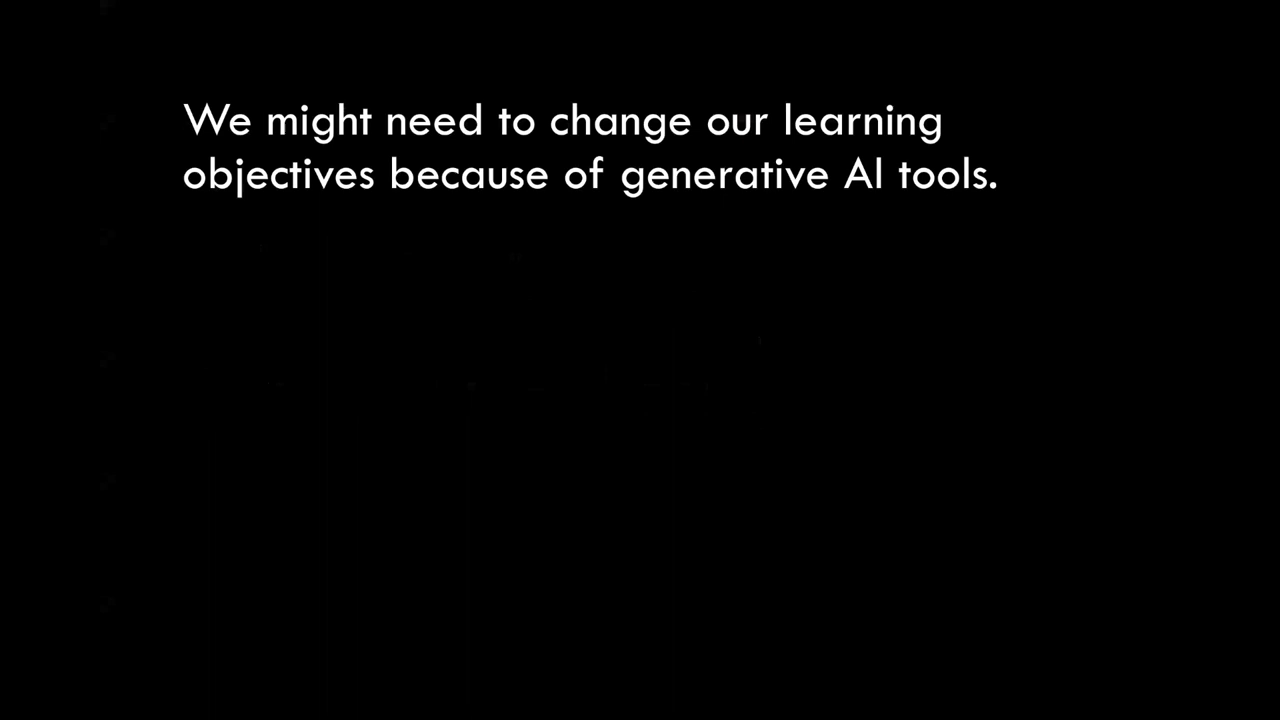 We might need to change our learning
objectives because of generative AI tools.